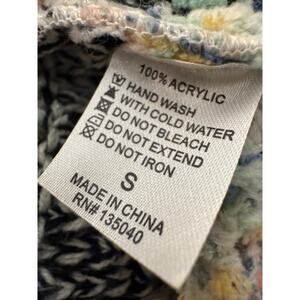 100% ACRYLIC
HAND WASH
WITH COLD WATER
DO NOT BLEACH
DO NOT EXTEND
DO NOT IRON
S
MADE IN CHINA
RN# 135040